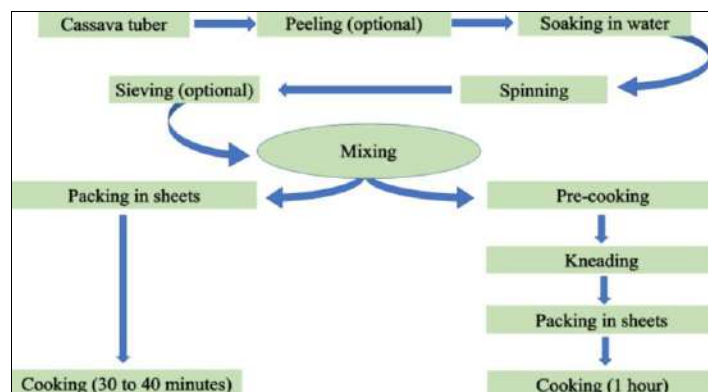 Cassava tuber
Peeling (optional)
Soaking in water
Sieving (optional)
Spinning
Mixing
Packing in sheets
Pre-cooking
Kneading
Packing in sheets
Cooking (30 to 40 minutes)
Cooking (1 hour)